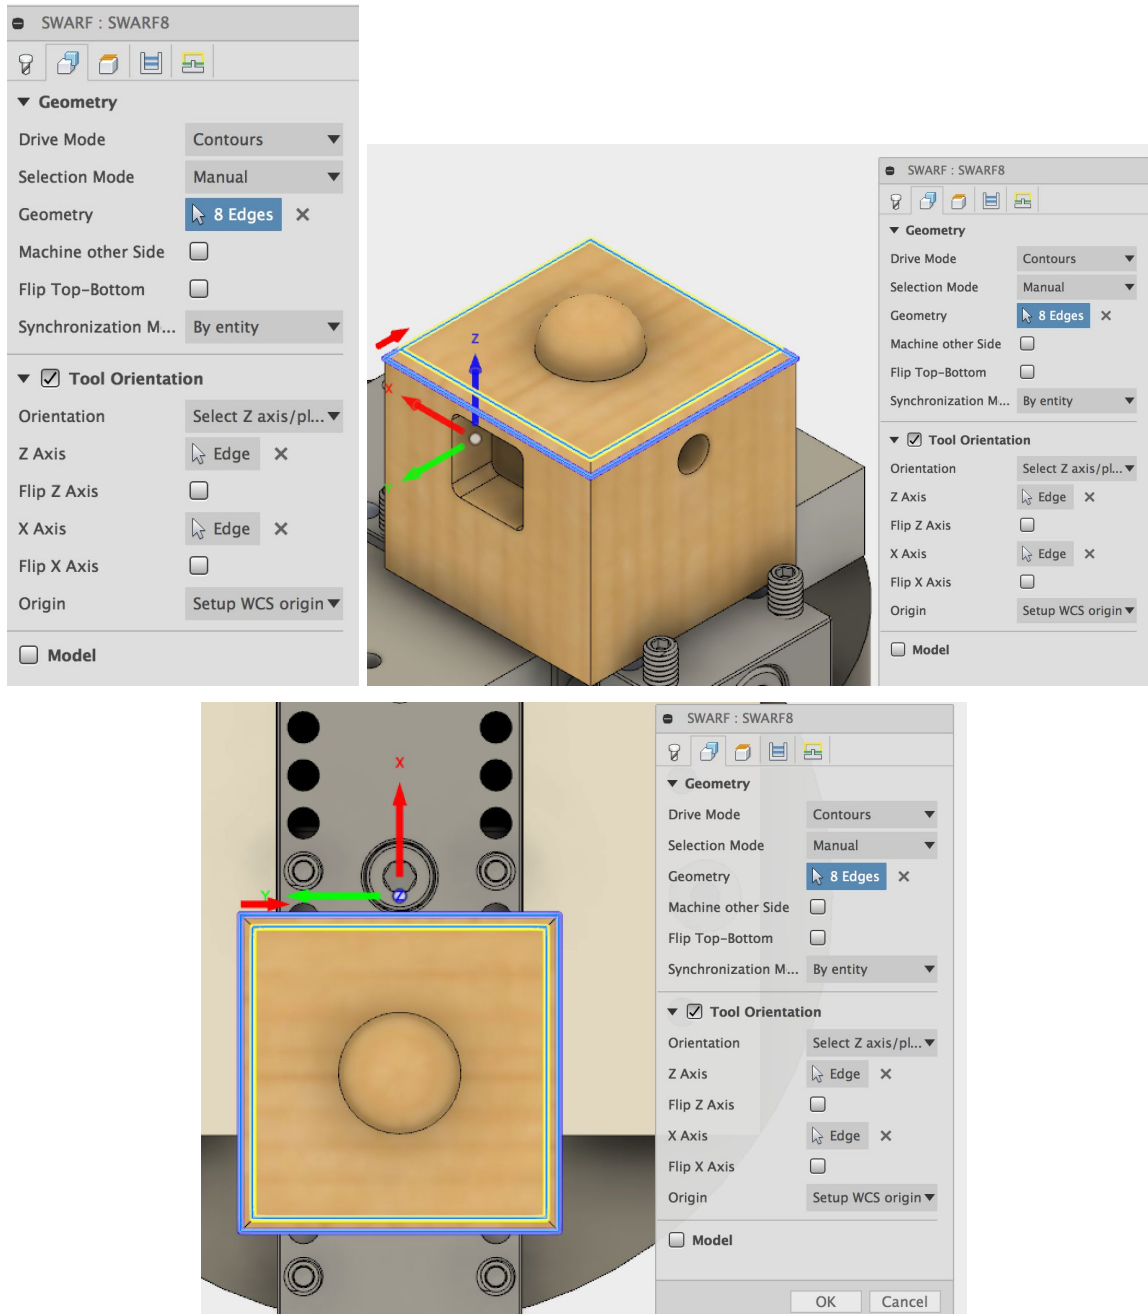 SWARF : SWARF8
Geometry
Drive Mode Contours
Selection Mode Manual
Geometry 8 Edges
Machine other Side
Flip Top-Bottom
Synchronization M... By entity
Tool Orientation
Orientation Select Z axis/pl...
Z Axis Edge
Flip Z Axis
X Axis Edge
Flip X Axis
Origin Setup WCS origin
Model
Z
X
Y
SWARF : SWARF8
Geometry
Drive Mode Contours
Selection Mode Manual
Geometry 8 Edges
Machine other Side
Flip Top-Bottom
Synchronization M... By entity
Tool Orientation
Orientation Select Z axis/pl...
Z Axis Edge
Flip Z Axis
X Axis Edge
Flip X Axis
Origin Setup WCS origin
Model
X
Y
Z
SWARF : SWARF8
Geometry
Drive Mode Contours
Selection Mode Manual
Geometry 8 Edges
Machine other Side
Flip Top-Bottom
Synchronization M... By entity
Tool Orientation
Orientation Select Z axis/pl...
Z Axis Edge
Flip Z Axis
X Axis Edge
Flip X Axis
Origin Setup WCS origin
Model
OK Cancel